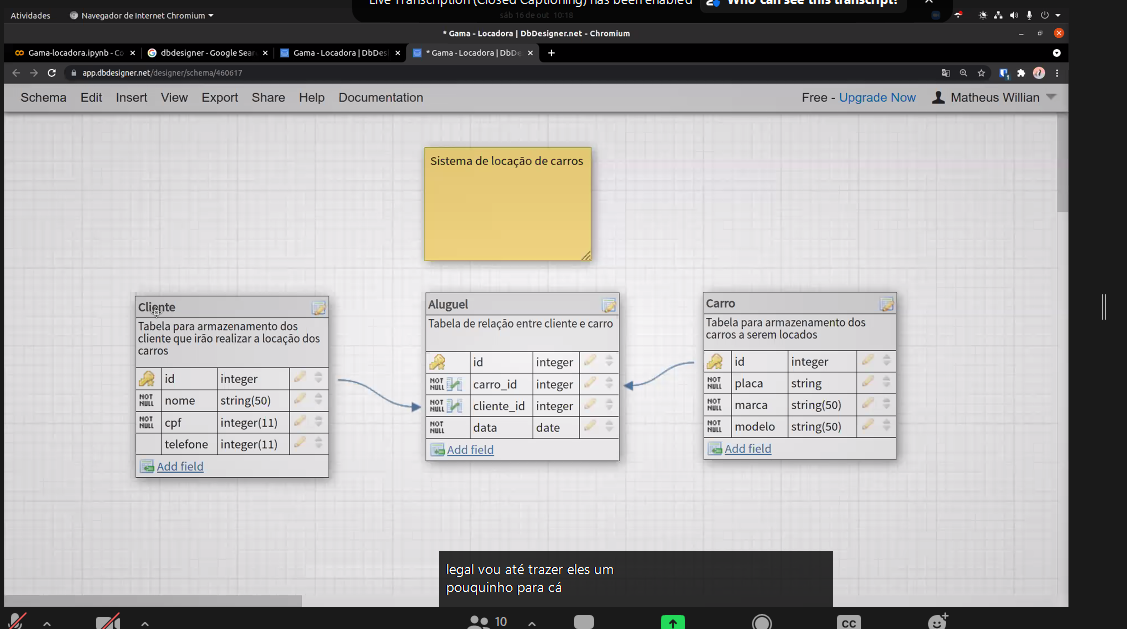 Live Transcription (Closed Captioning) has been enabled
Who can see this transcript?
Atividades
Navegador de Internet Chromium
sáb 16 de out. 10:18
* Gama - Locadora | DbDesigner.net - Chromium
Gama-locadora.ipynb - Co
dbdesigner - Google Sear
Gama - Locadora | DbDes
* Gama - Locadora | DbDe
app.dbdesigner.net/designer/schema/460617
Schema Edit Insert View Export Share Help Documentation
Free - Upgrade Now
Matheus Willian
Sistema de locação de carros
Cliente
Tabela para armazenamento dos
cliente que irão realizar a locação dos
carros
id integer
NOT NULL nome string(50)
NOT NULL cpf integer(11)
telefone integer(11)
Add field
Aluguel
Tabela de relação entre cliente e carro
id integer
NOT NULL carro_id integer
NOT NULL cliente_id integer
NOT NULL data date
Add field
Carro
Tabela para armazenamento dos
carros a serem locados
id integer
NOT NULL placa string
NOT NULL marca string(50)
NOT NULL modelo string(50)
Add field
legal vou até trazer eles um
pouquinho para cá
10
CC